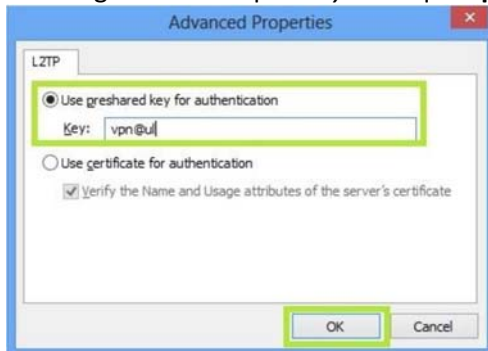 Advanced Properties
L2TP
Use preshared key for authentication
Key: vpn@ul
Use certificate for authentication
Verify the Name and Usage attributes of the server's certificate
OK Cancel